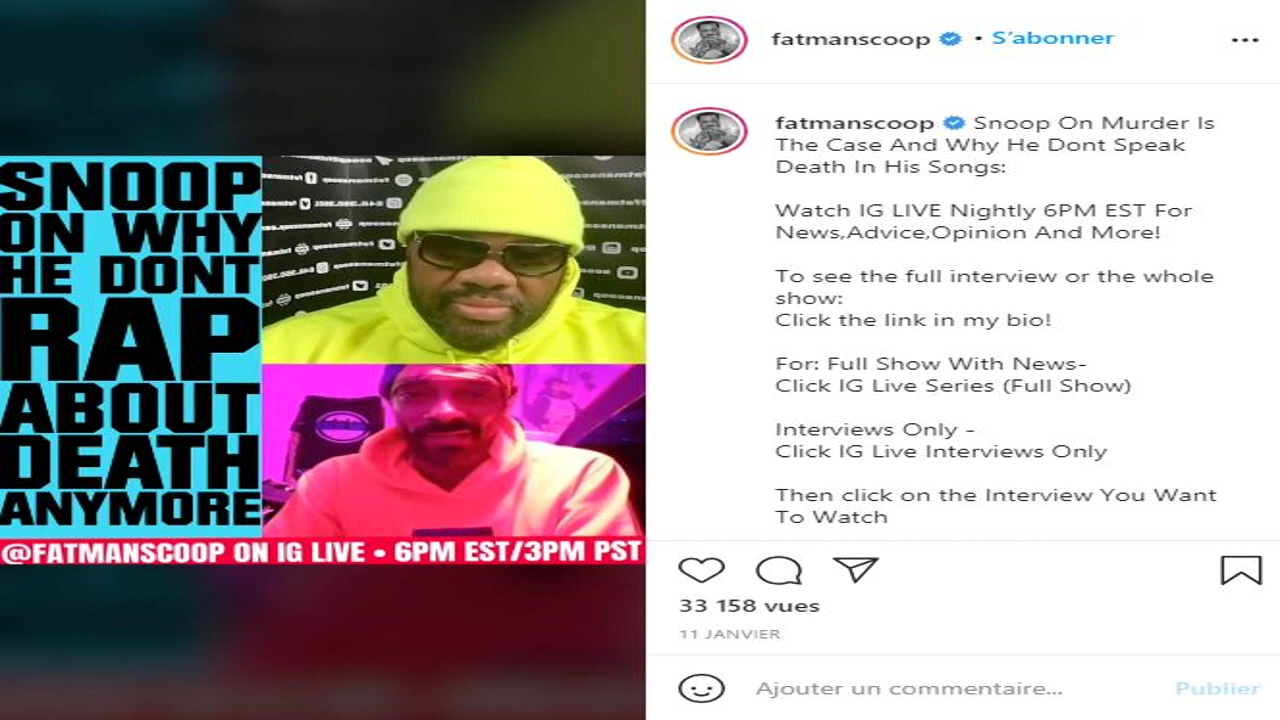 SNOOP
ON WHY
HE DONT
RAP
ABOUT
DEATH
ANYMORE
@FATMANSCOOP ON IG LIVE • 6PM EST/3PM PST
fatmanscoop • S'abonner
fatmanscoop Snoop On Murder Is
The Case And Why He Dont Speak
Death In His Songs:
Watch IG LIVE Nightly 6PM EST For
News,Advice,Opinion And More!
To see the full interview or the whole
show:
Click the link in my bio!
For: Full Show With News-
Click IG Live Series (Full Show)
Interviews Only -
Click IG Live Interviews Only
Then click on the Interview You Want
To Watch
33 158 vues
11 JANVIER
Ajouter un commentaire... Publier